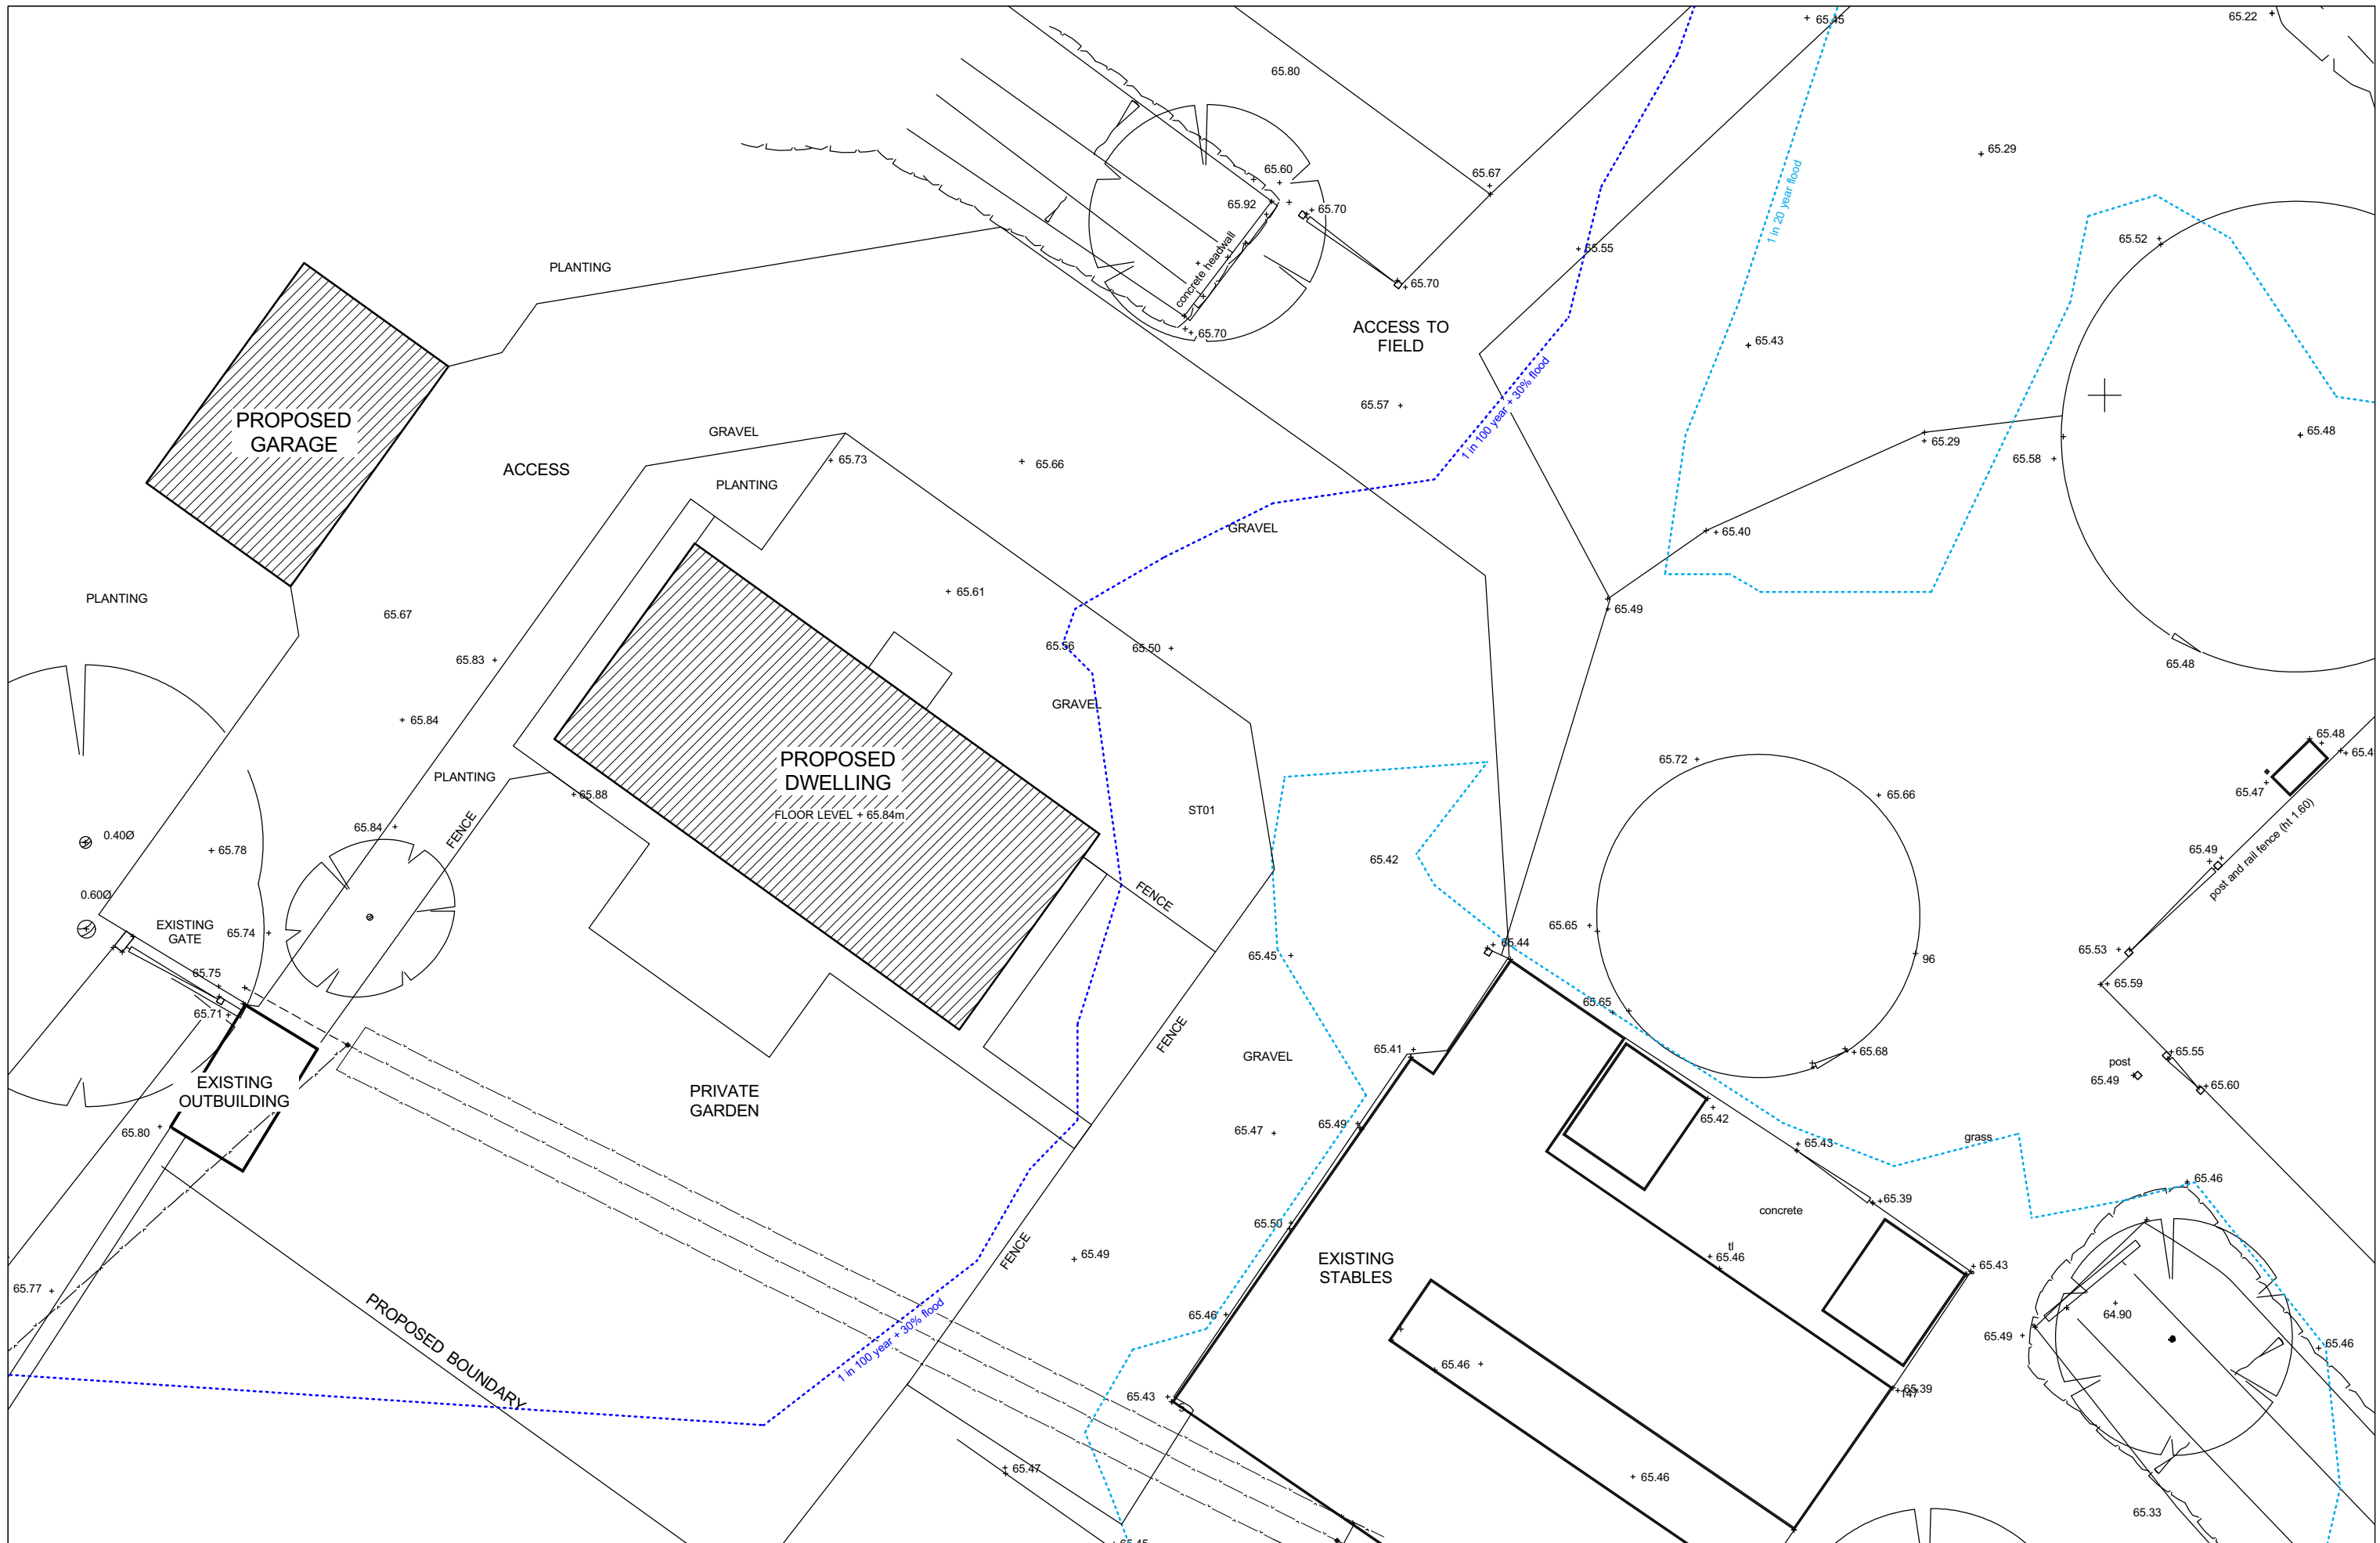 65.45
65.22
65.80
65.29
65.60
65.67
65.92
65.70
1 in 20 year flood
65.52
65.55
concrete headwall
PLANTING
65.70
65.70
ACCESS TO
FIELD
65.43
1 in 100 year + 30% flood
65.57
PROPOSED
GARAGE
GRAVEL
65.48
65.29
65.73
65.66
65.58
ACCESS
PLANTING
GRAVEL
65.40
PLANTING
65.61
65.67
65.49
65.56
65.50
65.83
65.48
GRAVEL
65.84
65.48
PROPOSED
DWELLING
FLOOR LEVEL + 65.84m
65.72
PLANTING
65.88
65.47
65.66
post and rail fence (ht 1.60)
ST01
65.84
FENCE
0.40Ø
65.78
65.42
65.49
0.60Ø
FENCE
EXISTING
GATE
65.74
65.65
65.44
65.45
65.53
96
65.75
65.59
65.65
65.71
FENCE
GRAVEL
65.41
65.68
65.55
post
65.49
65.60
EXISTING
OUTBUILDING
PRIVATE
GARDEN
65.42
65.80
65.47
65.49
65.43
grass
65.46
65.39
concrete
65.50
FENCE
65.49
tl
65.46
EXISTING
STABLES
65.43
65.77
PROPOSED BOUNDARY
1 in 100 year + 30% flood
65.46
64.90
65.49
65.46
65.46
65.39
65.43
65.47
65.46
65.33
65.45